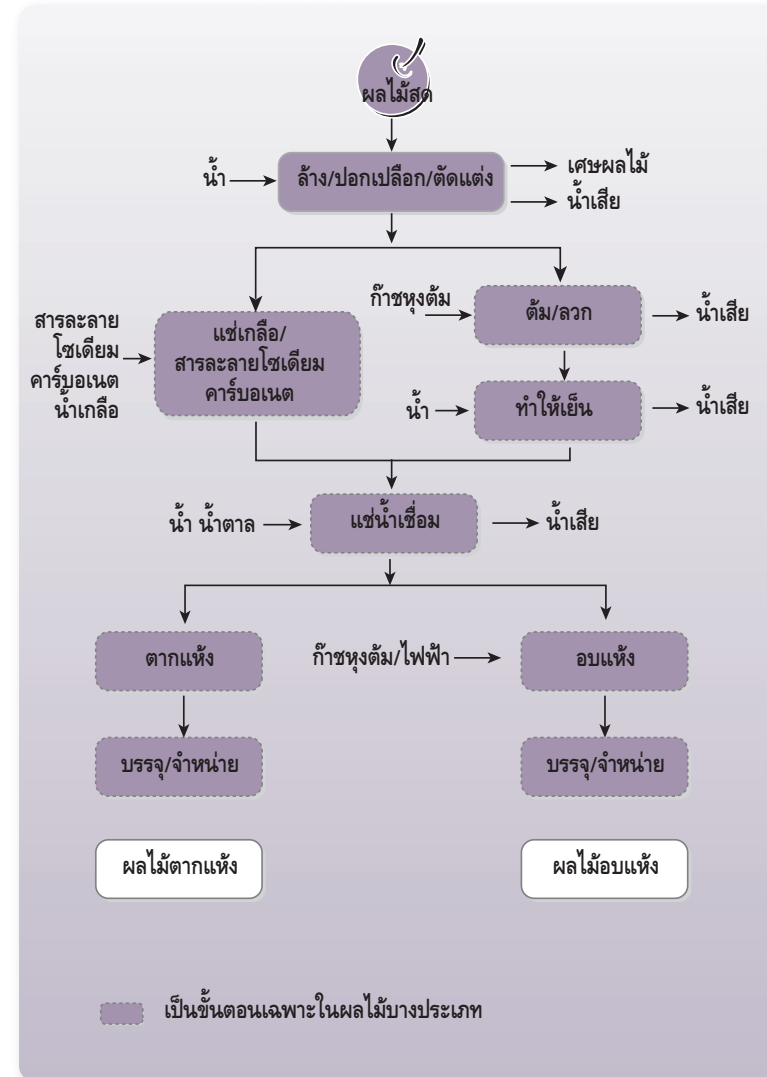 ผลไม้สด
น้ำ
ล้าง/ปอกเปลือก/ตัดแต่ง
เศษผลไม้
น้ำเสีย
สารละลาย
โซเดียม
คาร์บอเนต
น้ำเกลือ
แช่เกลือ/
สารละลายโซเดียม
คาร์บอเนต
ก๊าซหุงต้ม
ต้ม/ลวก
น้ำเสีย
น้ำ
ทำให้เย็น
น้ำเสีย
น้ำ น้ำตาล
แช่น้ำเชื่อม
น้ำเสีย
ตากแห้ง
ก๊าซหุงต้ม/ไฟฟ้า
อบแห้ง
บรรจุ/จำหน่าย
บรรจุ/จำหน่าย
ผลไม้ตากแห้ง
ผลไม้อบแห้ง
เป็นขั้นตอนเฉพาะในผลไม้บางประเภท